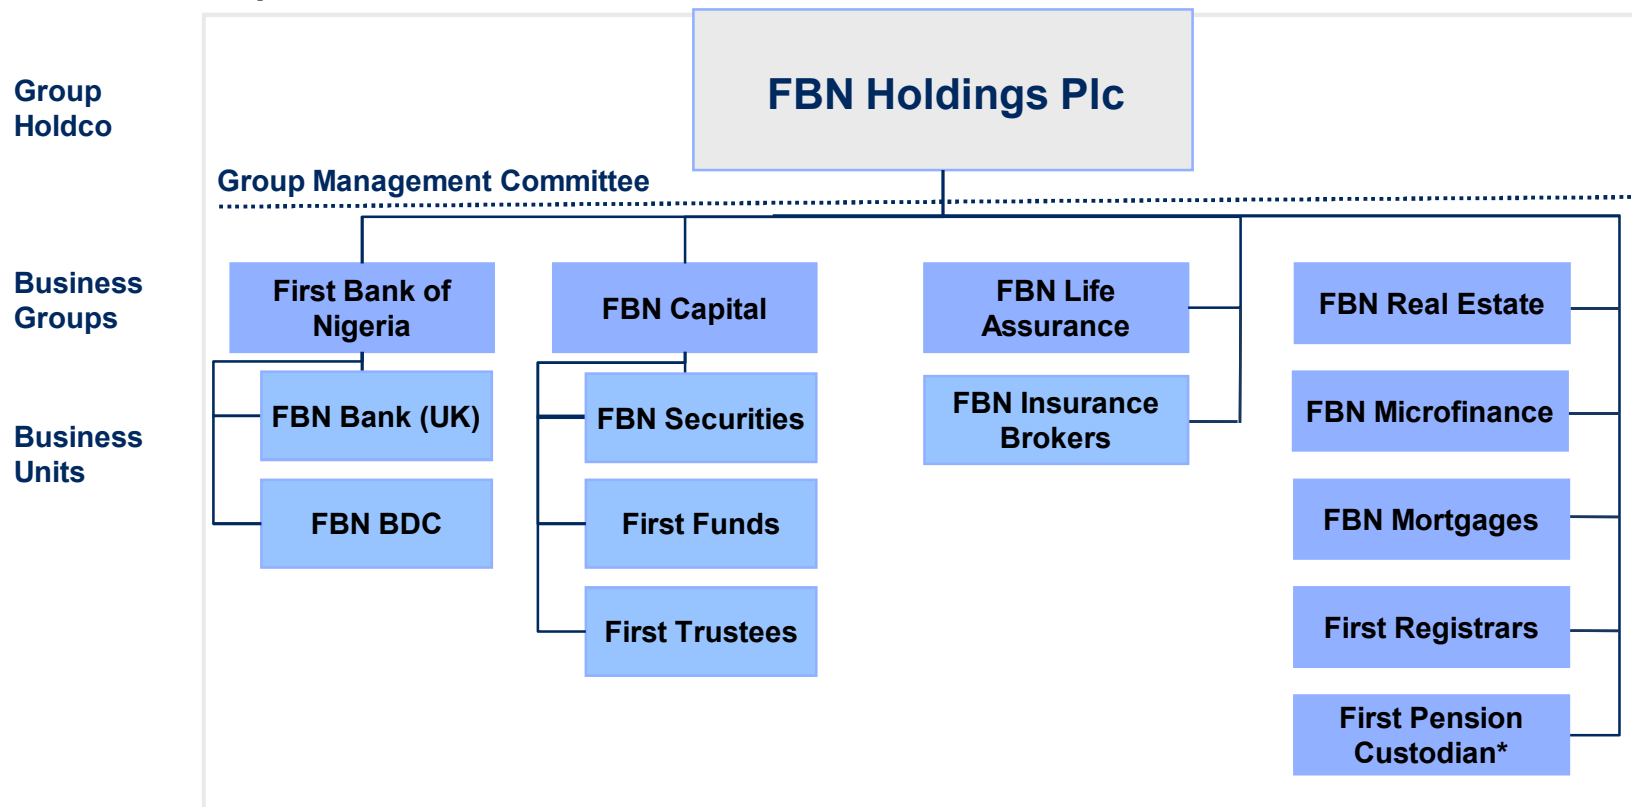 FBN Holdings Plc
Group
Holdco
Group Management Committee
Business
Groups
First Bank of
Nigeria
FBN Capital
FBN Life
Assurance
FBN Real Estate
Business
Units
FBN Bank (UK)
FBN Securities
FBN Insurance
Brokers
FBN Microfinance
FBN BDC
First Funds
FBN Mortgages
First Trustees
First Registrars
First Pension
Custodian*